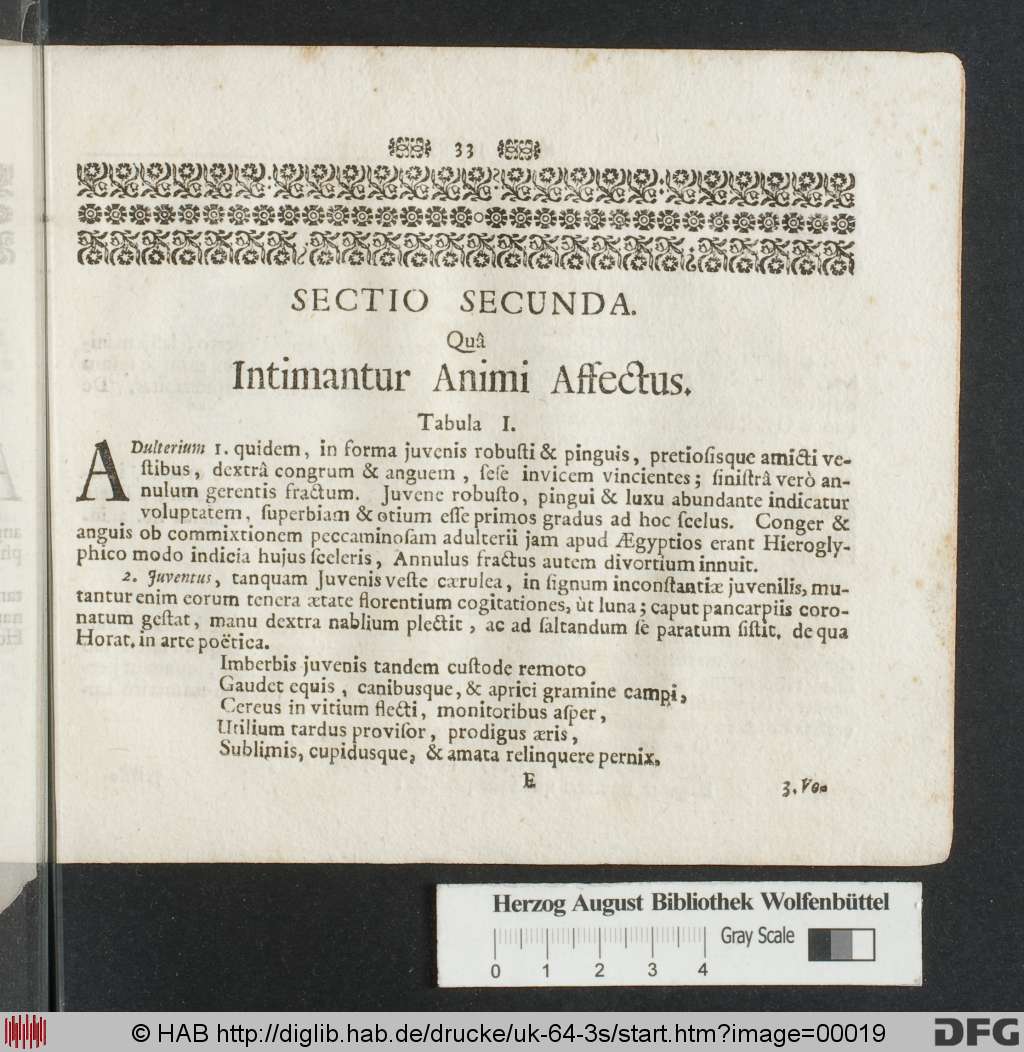 33
SECTIO SECUNDA.
Quâ
Intimantur Animi Affectus.
Tabula I.
ADulterium 1. quidem, in forma juvenis robuſti & pinguis, pretioſisque amicti ve-
ſtibus, dextrâ congrum & anguem, ſeſe invicem vincientes; ſiniſtrâ verò an-
nulum gerentis fractum. Juvene robuſto, pingui & luxu abundante indicatur
voluptatem, ſuperbiam & otium eſſe primos gradus ad hoc ſcelus. Conger &
anguis ob commixtionem peccaminoſam adulterii jam apud Ægyptios erant Hierogly-
phico modo indicia hujus ſceleris, Annulus fractus autem divortium innuit.
2. Juventus, tanquam Juvenis veſte cærulea, in ſignum inconſtantiæ juvenilis, mu-
tantur enim eorum tenera ætate florentium cogitationes, ùt luna; caput pancarpiis coro-
natum geſtat, manu dextra nablium plectit, ac ad ſaltandum ſe paratum ſiſtit, de qua
Horat. in arte poëtica.
Imberbis juvenis tandem cuſtode remoto
Gaudet equis, canibusque, & aprici gramine campi,
Cereus in vitium flecti, monitoribus aſper,
Utilium tardus proviſor, prodigus æris,
Sublimis, cupidusque, & amata relinquere pernix.
E
3. Ve-
Herzog August Bibliothek Wolfenbüttel
Gray Scale
0 1 2 3 4
© HAB http://diglib.hab.de/drucke/uk-64-3s/start.htm?image=00019
DFG